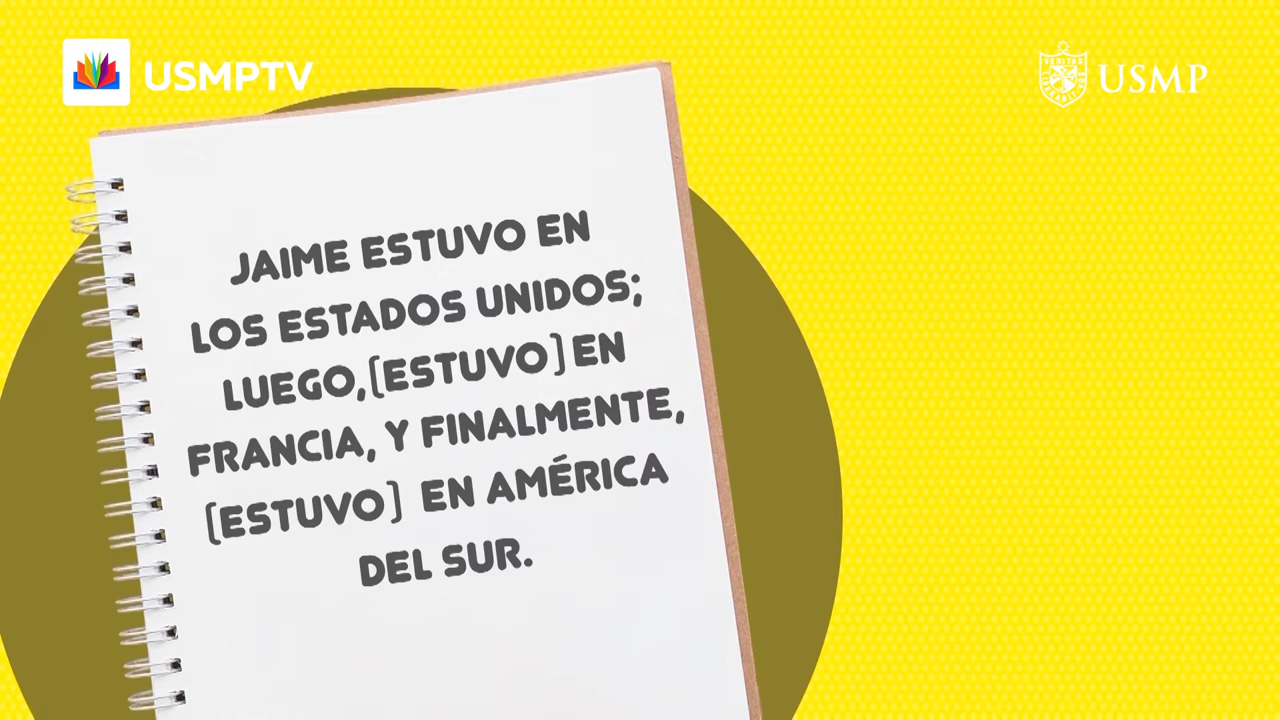 USMPTV
USMP
JAIME ESTUVO EN
LOS ESTADOS UNIDOS;
LUEGO,[ESTUVO] EN
FRANCIA, Y FINALMENTE,
[ESTUVO] EN AMÉRICA
DEL SUR.